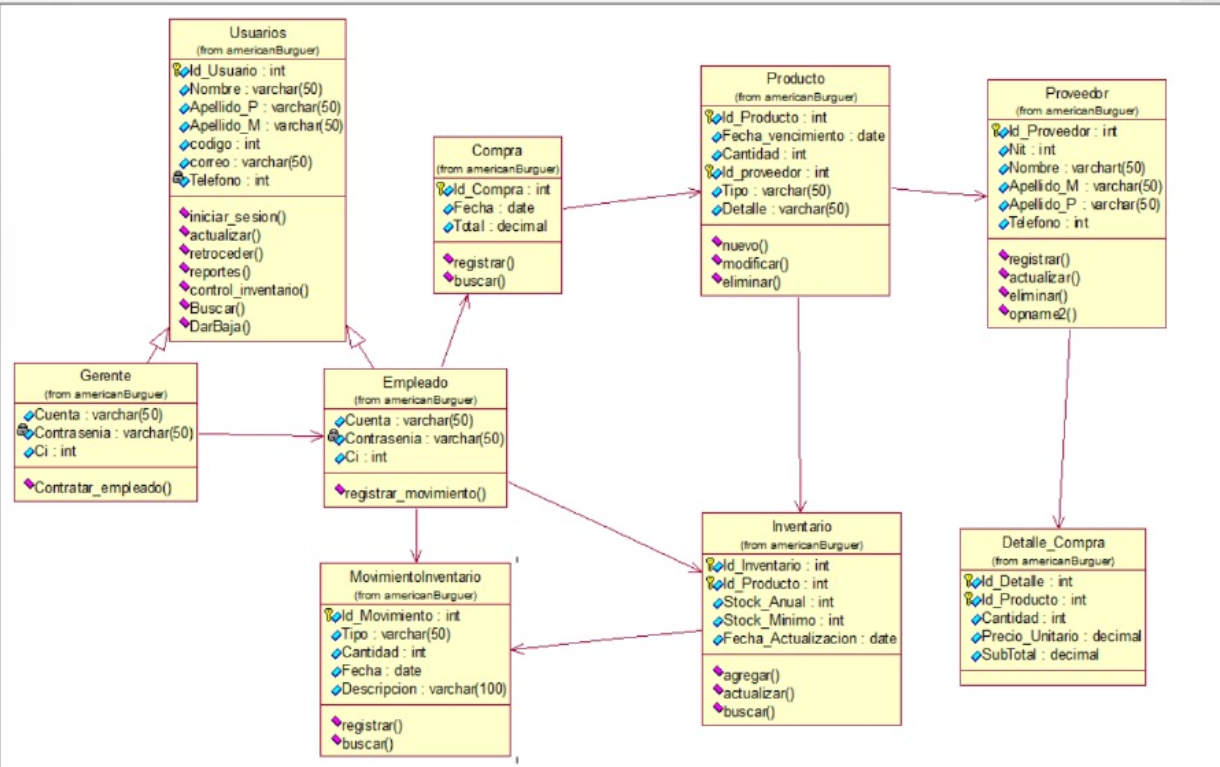 Usuarios
(from americanBurguer)
Id_Usuario : int
Nombre : varchar(50)
Apellido_P : varchar(50)
Apellido_M : varchar(50)
codigo : int
correo : varchar(50)
Telefono : int
iniciar_sesion()
actualizar()
retroceder()
reportes()
control_inventario()
Buscar()
DarBaja()
Compra
(from americanBurguer)
Id_Compra : int
Fecha : date
Total : decimal
registrar()
buscar()
Producto
(from americanBurguer)
Id_Producto : int
Fecha_vencimiento : date
Cantidad : int
Id_proveedor : int
Tipo : varchar(50)
Detalle : varchar(50)
nuevo()
modificar()
eliminar()
Proveedor
(from americanBurguer)
Id_Proveedor : int
Nit : int
Nombre : varchart(50)
Apellido_M : varchar(50)
Apellido_P : varchar(50)
Telefono : int
registrar()
actualizar()
eliminar()
opname2()
Gerente
(from americanBurguer)
Cuenta : varchar(50)
Contrasenia : varchar(50)
Ci : int
Contratar_empleado()
Empleado
(from americanBurguer)
Cuenta : varchar(50)
Contrasenia : varchar(50)
Ci : int
registrar_movimiento()
MovimientoInventario
(from americanBurguer)
Id_Movimiento : int
Tipo : varchar(50)
Cantidad : int
Fecha : date
Descripcion : varchar(100)
registrar()
buscar()
Inventario
(from americanBurguer)
Id_Inventario : int
Id_Producto : int
Stock_Anual : int
Stock_Minimo : int
Fecha_Actualizacion : date
agregar()
actualizar()
buscar()
Detalle_Compra
(from americanBurguer)
Id_Detalle : int
Id_Producto : int
Cantidad : int
Precio_Unitario : decimal
SubTotal : decimal